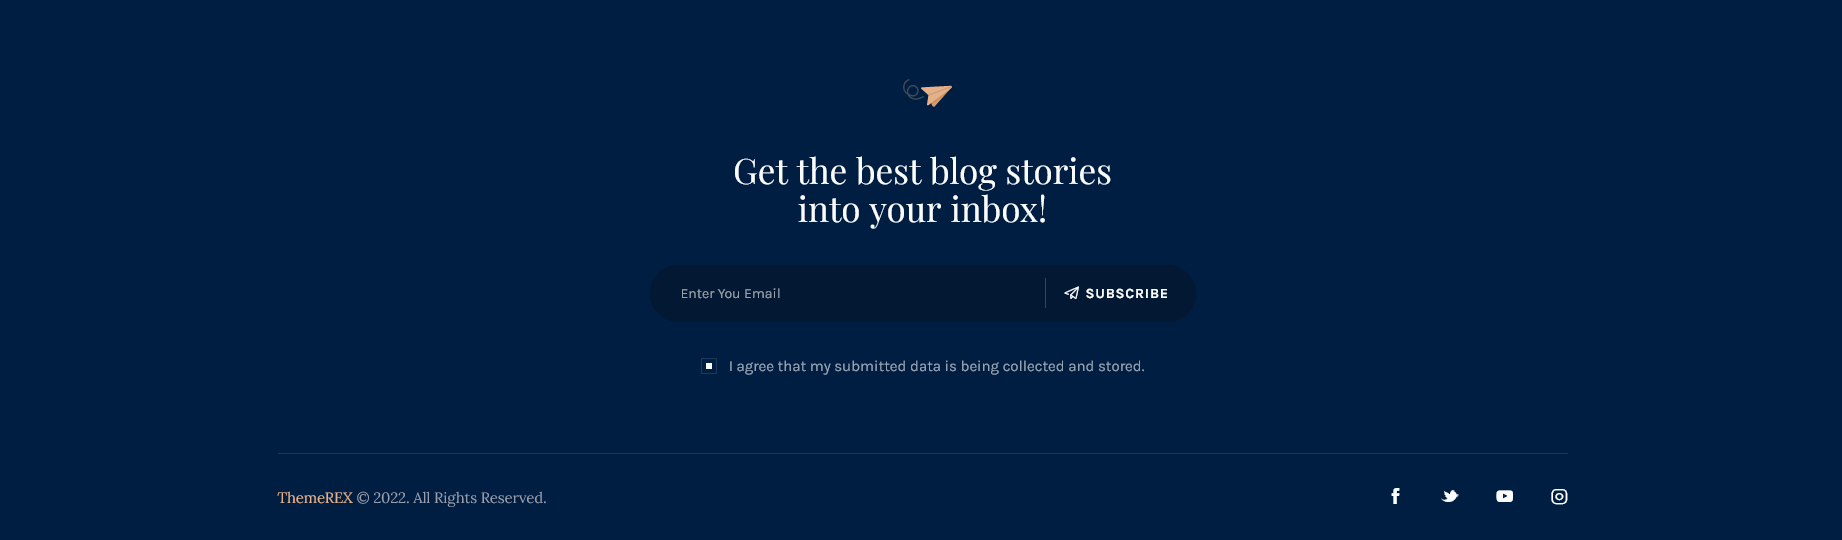 Get the best blog stories
into your inbox!
Enter You Email
SUBSCRIBE
I agree that my submitted data is being collected and stored.
ThemeREX © 2022. All Rights Reserved.